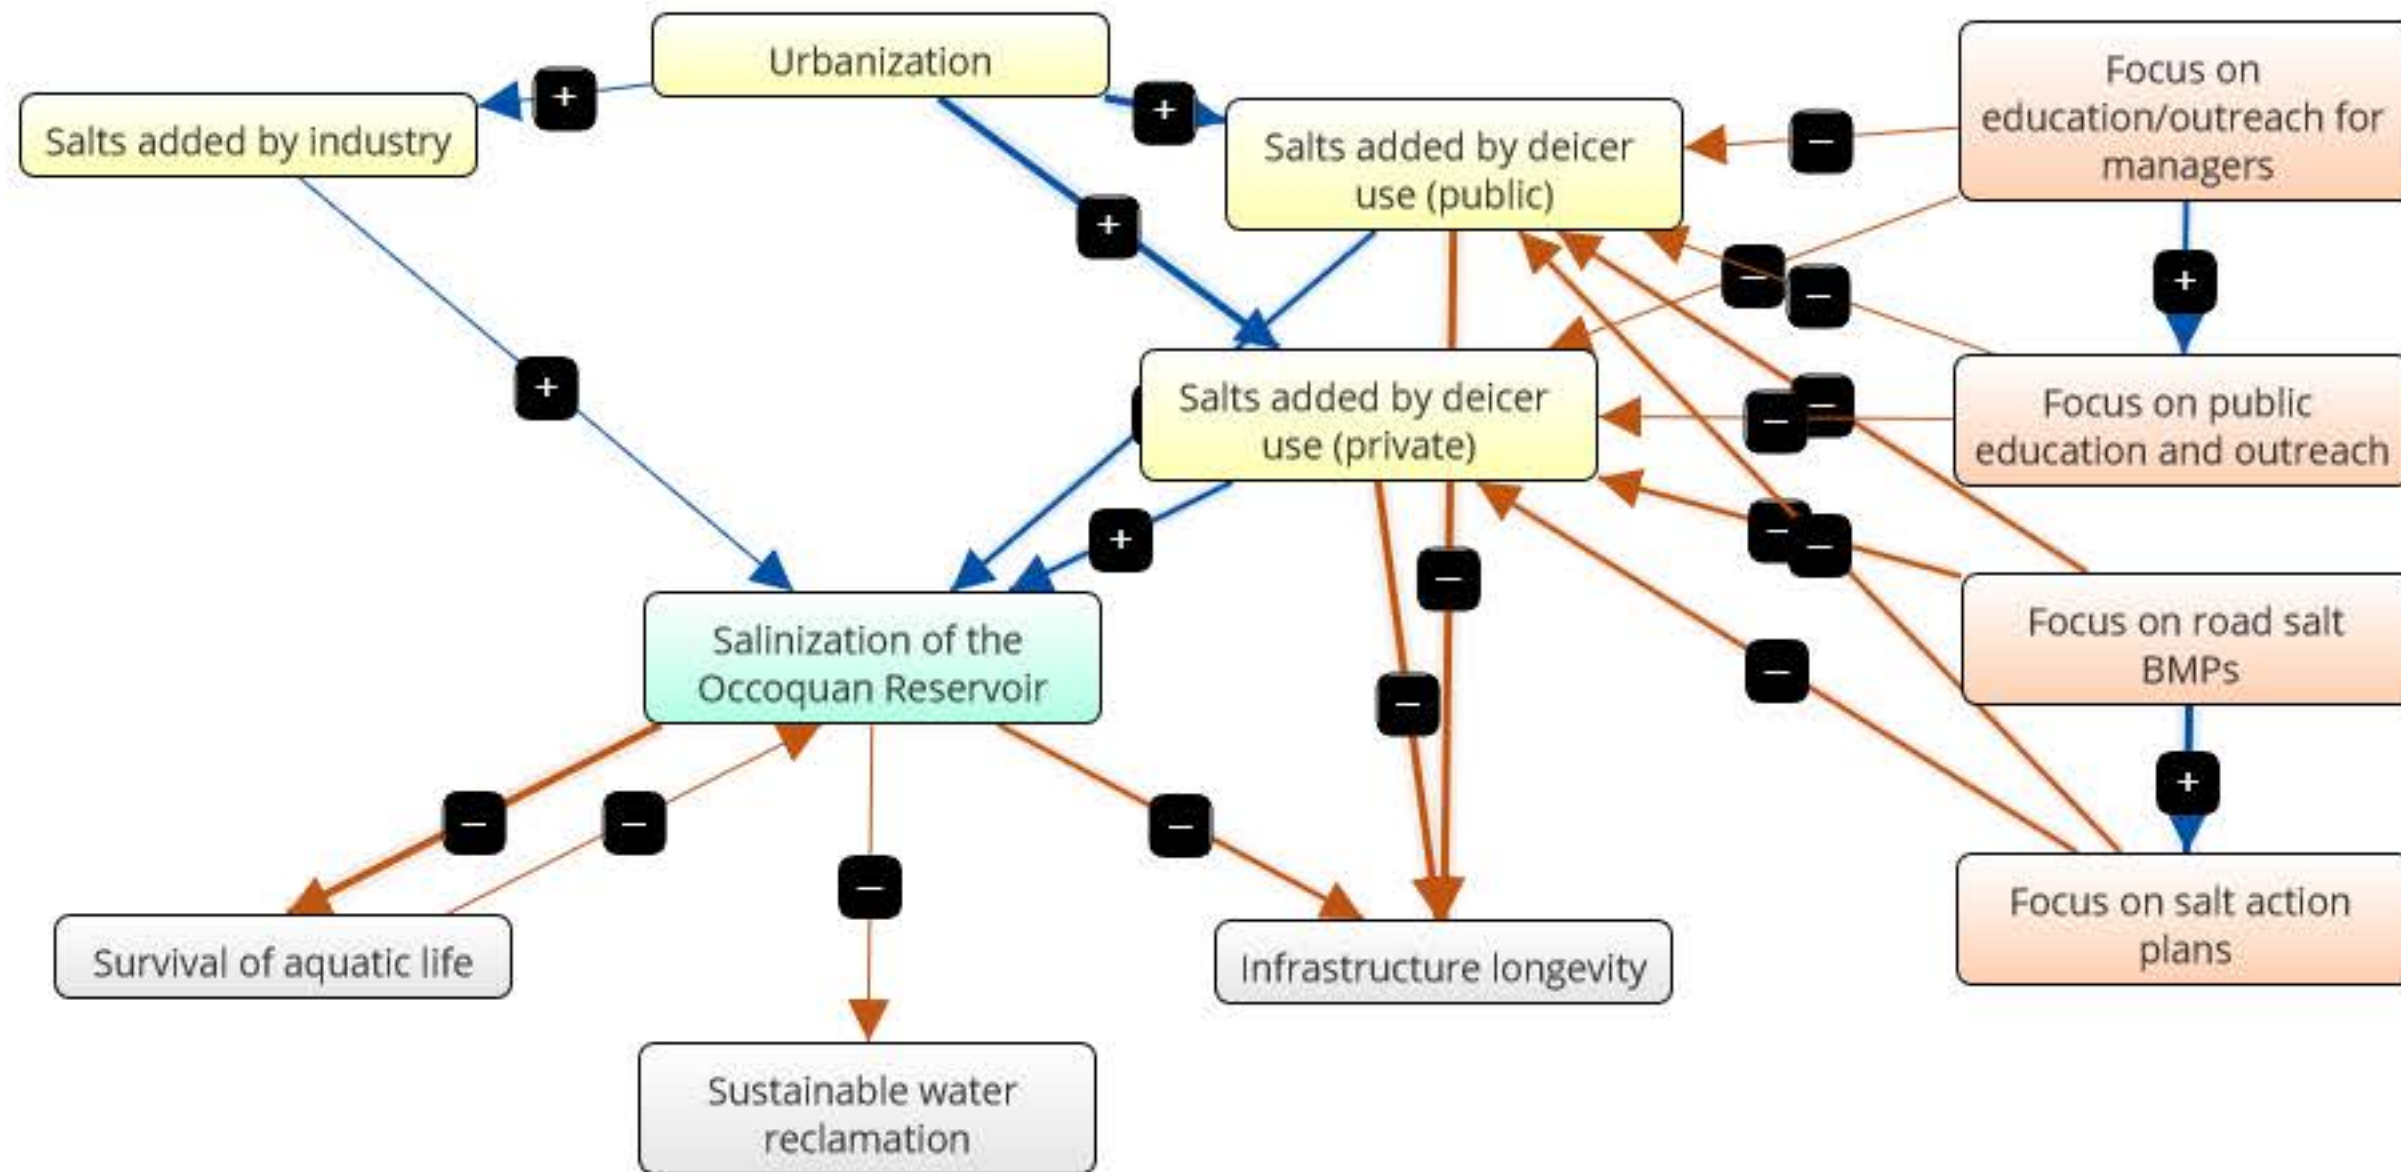 Urbanization
Salts added by industry
Salts added by deicer
use (public)
Focus on
education/outreach for
managers
Salts added by deicer
use (private)
Focus on public
education and outreach
Salinization of the
Occoquan Reservoir
Focus on road salt
BMPs
Survival of aquatic life
Infrastructure longevity
Focus on salt action
plans
Sustainable water
reclamation
+
+
+
+
+
+
+
−
−
−
−
−
−
−
−
−
−
−
−
−
−